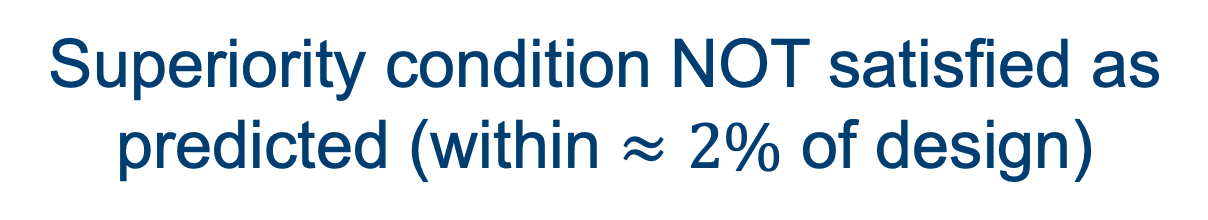 Superiority condition NOT satisfied as
predicted (within ≈ 2% of design)